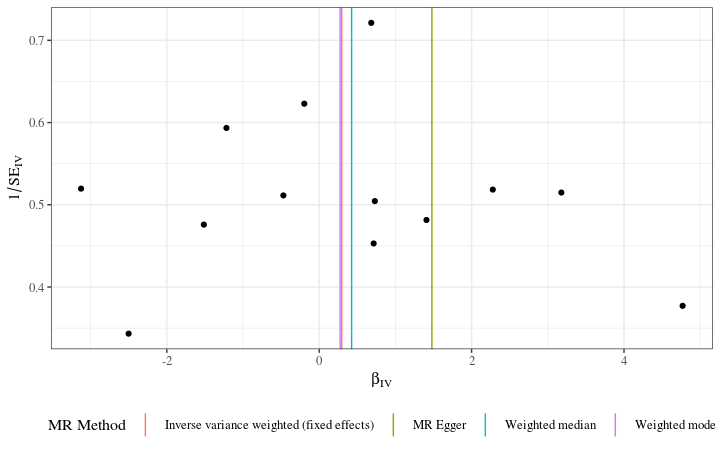 0.7
0.6
0.5
0.4
1/SE_IV
-2 0 2 4
β_IV
MR Method Inverse variance weighted (fixed effects) MR Egger Weighted median Weighted mode